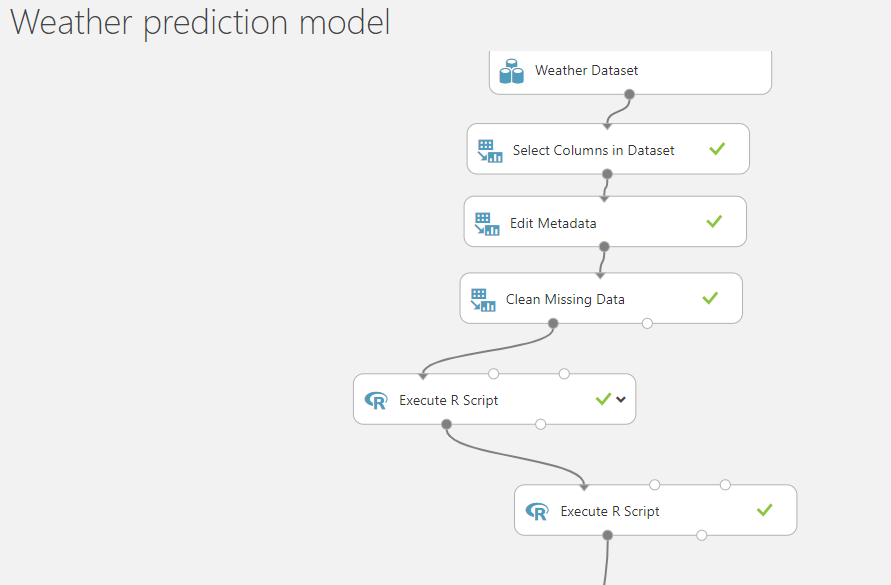 Weather prediction model
Weather Dataset
Select Columns in Dataset
Edit Metadata
Clean Missing Data
R Execute R Script
R Execute R Script